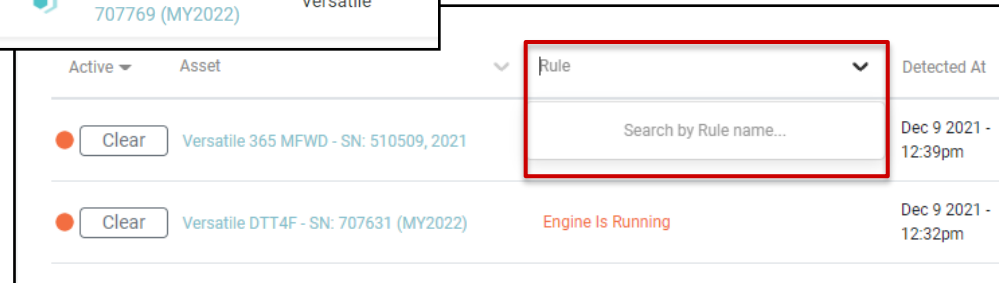 Versatile
707769 (MY2022)
Active
Asset
Rule
Detected At
Search by Rule name...
Clear
Versatile 365 MFWD - SN: 510509, 2021
Dec 9 2021 -
12:39pm
Clear
Versatile DTT4F - SN: 707631 (MY2022)
Engine Is Running
Dec 9 2021 -
12:32pm